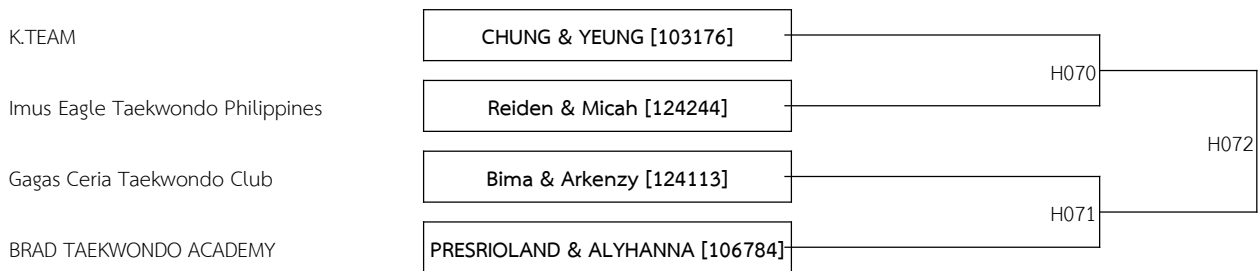 K.TEAM CHUNG & YEUNG [103176]
H070
Imus Eagle Taekwondo Philippines Reiden & Micah [124244]
H072
Gagas Ceria Taekwondo Club Bima & Arkenzy [124113]
H071
BRAD TAEKWONDO ACADEMY PRESRIOLAND & ALYHANNA [106784]